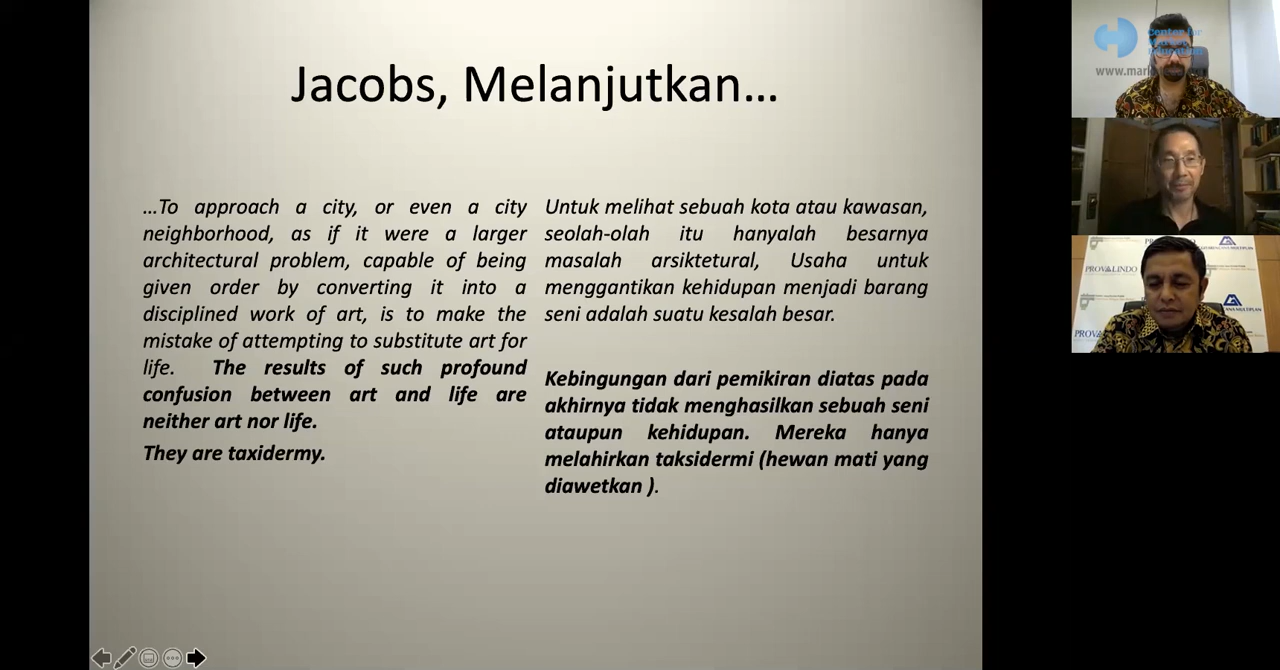 Jacobs, Melanjutkan...
...To approach a city, or even a city
neighborhood, as if it were a larger
architectural problem, capable of being
given order by converting it into a
disciplined work of art, is to make the
mistake of attempting to substitute art for
life. The results of such profound
confusion between art and life are
neither art nor life.
They are taxidermy.
Untuk melihat sebuah kota atau kawasan,
seolah-olah itu hanyalah besarnya
masalah arsiktetural, Usaha untuk
menggantikan kehidupan menjadi barang
seni adalah suatu kesalah besar.
Kebingungan dari pemikiran diatas pada
akhirnya tidak menghasilkan sebuah seni
ataupun kehidupan. Mereka hanya
melahirkan taksidermi (hewan mati yang
diawetkan ).
Center for
Education
www.mark
PROVALINDO